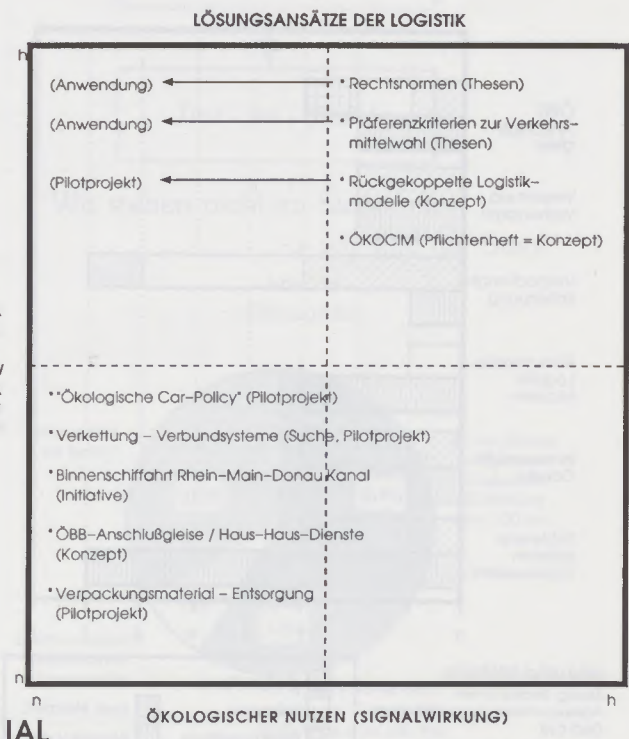 LÖSUNGSANSÄTZE DER LOGISTIK
h
(Anwendung)
• Rechtsnormen (Thesen)
(Anwendung)
• Präferenzkriterien zur Verkehrs-
mittelwahl (Thesen)
(Pilotprojekt)
• Rückgekoppelte Logistik-
modelle (Konzept)
• ÖKOCIM (Pflichtenheft = Konzept)
• "Ökologische Car-Policy" (Pilotprojekt)
• Verkettung - Verbundsysteme (Suche, Pilotprojekt)
• Binnenschiffahrt Rhein-Main-Donau Kanal
(Initiative)
• ÖBB-Anschlußgleise / Haus-Haus-Dienste
(Konzept)
• Verpackungsmaterial - Entsorgung
(Pilotprojekt)
n
n
h
ÖKOLOGISCHER NUTZEN (SIGNALWIRKUNG)
IAL